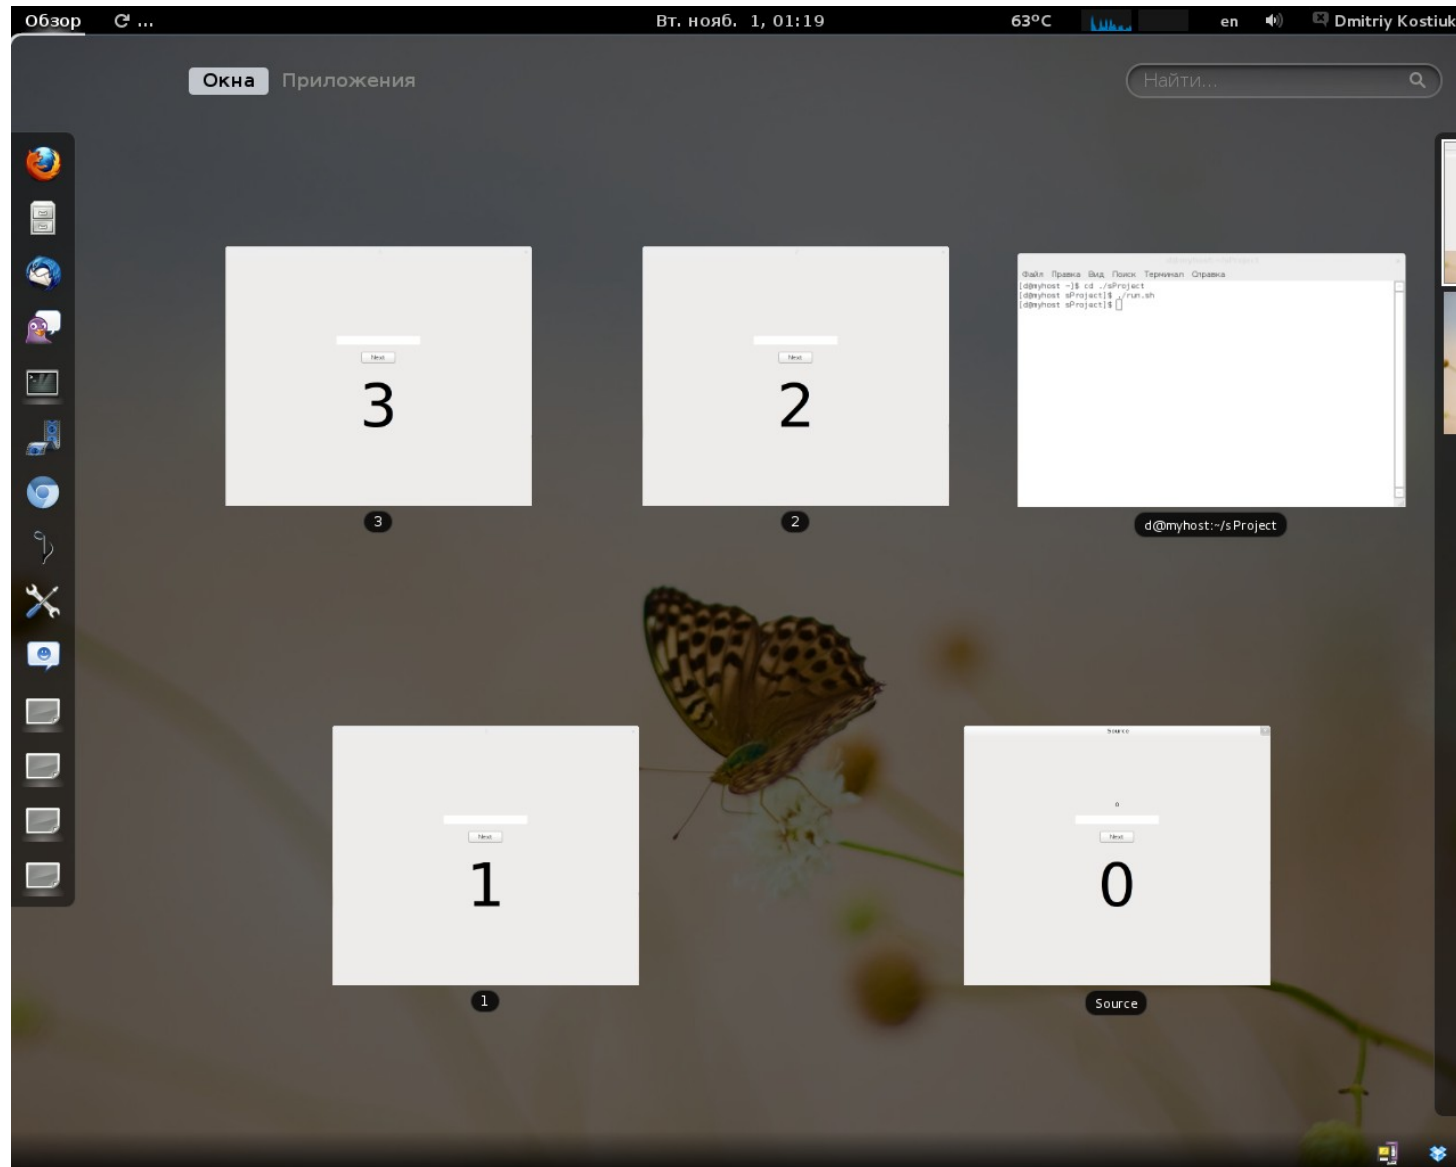 Обзор ...
Вт. нояб. 1, 01:19
63°C en Dmitriy Kostiuk
Окна Приложения
Найти...
Next
3
3
Next
2
2
Файл Правка Вид Поиск Терминал Справка
[d@myhost ~]$ cd ./sProject
[d@myhost sProject]$ ./run.sh
[d@myhost sProject]$
d@myhost:~/sProject
Next
1
1
Source
0
Next
0
Source